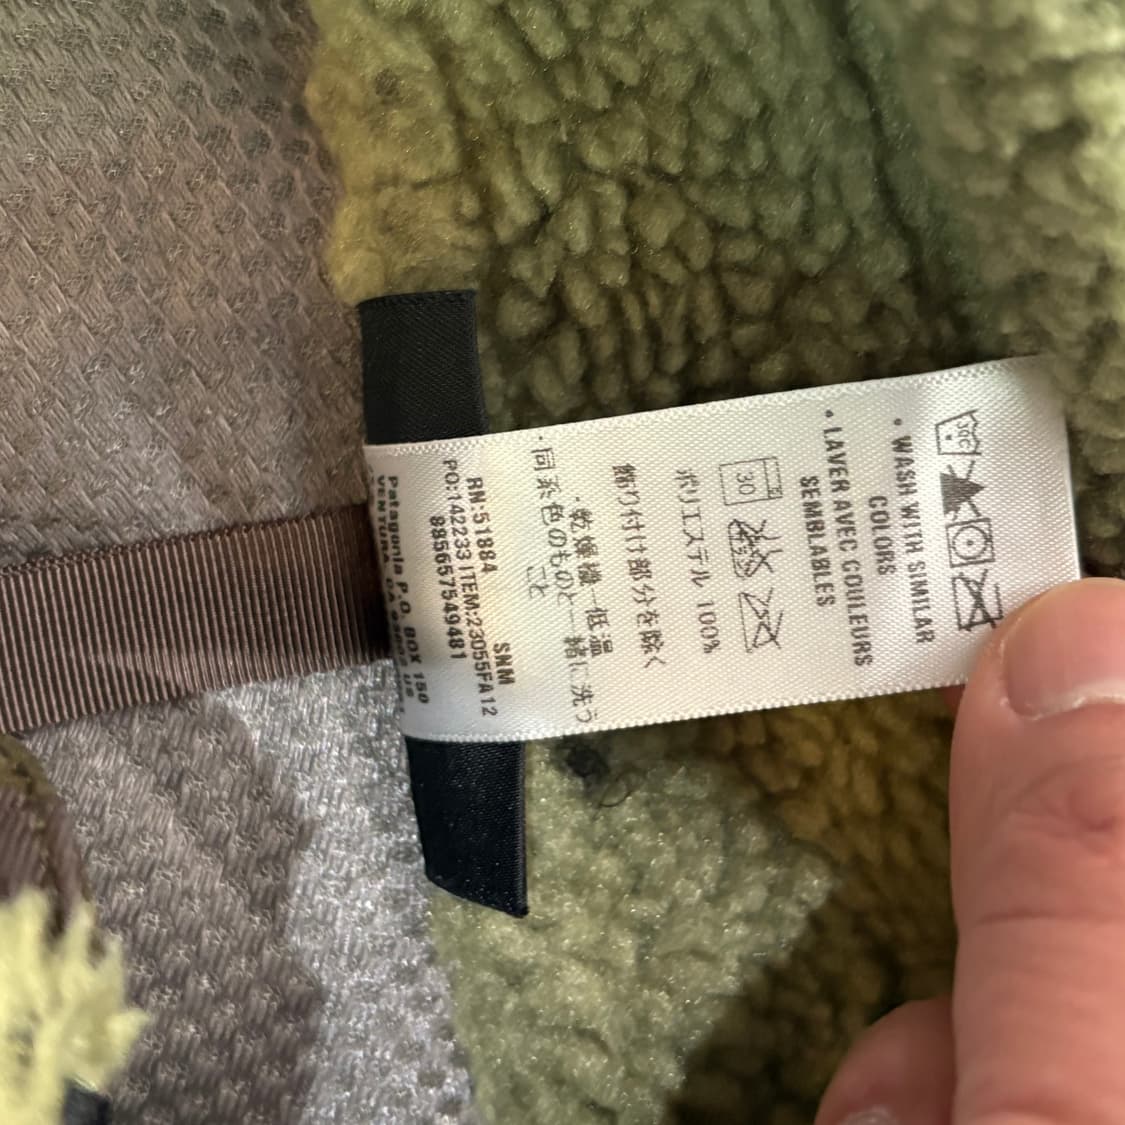 30C
• WASH WITH SIMILAR
COLORS
• LAVER AVEC COULEURS
SEMBLABLES
30
ポリエステル 100%
飾り付け部分を除く
・乾燥機－低温
・同系色のものと一緒に洗う
こと
SNM
RN:51884
PO:142233 ITEM:23055FA12
885657549481
Patagonia P.O. BOX 150
VENTURA, CA